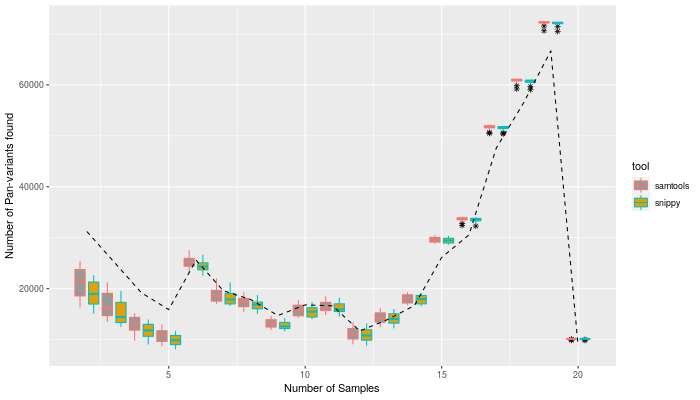 Number of Pan-variants found
60000
40000
20000
5
10
15
20
Number of Samples
tool
samtools
snippy